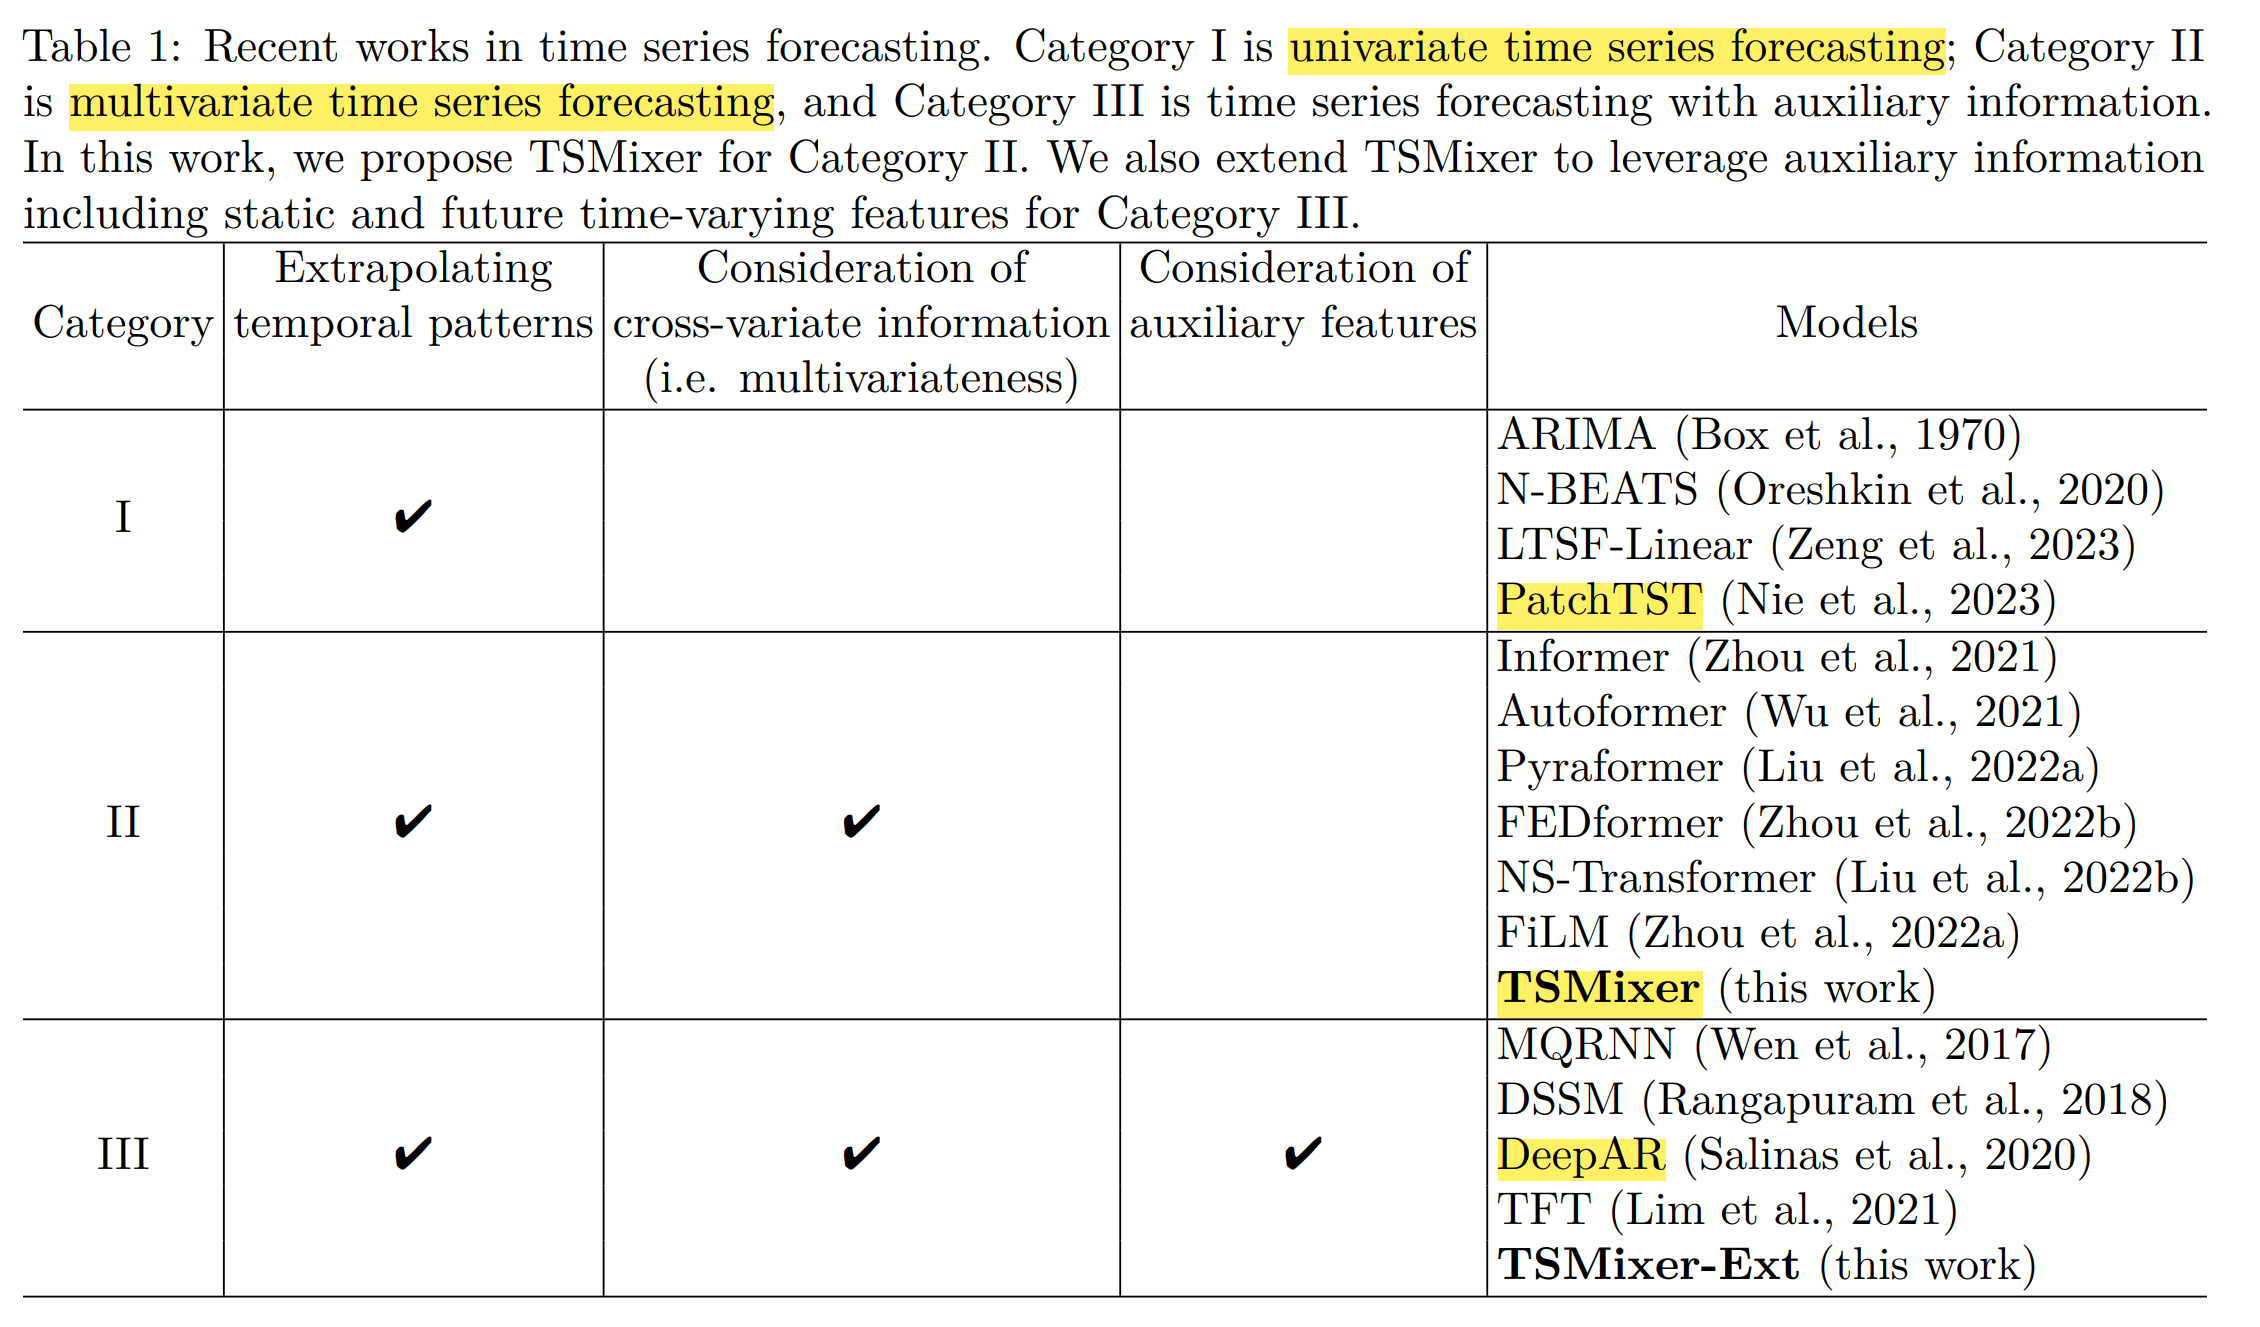 Table 1: Recent works in time series forecasting. Category I is univariate time series forecasting; Category II
is multivariate time series forecasting, and Category III is time series forecasting with auxiliary information.
In this work, we propose TSMixer for Category II. We also extend TSMixer to leverage auxiliary information
including static and future time-varying features for Category III.
Category
Extrapolating
temporal patterns
Consideration of
cross-variate information
(i.e. multivariateness)
Consideration of
auxiliary features
Models
I
✔
ARIMA (Box et al., 1970)
N-BEATS (Oreshkin et al., 2020)
LTSF-Linear (Zeng et al., 2023)
PatchTST (Nie et al., 2023)
II
✔
✔
Informer (Zhou et al., 2021)
Autoformer (Wu et al., 2021)
Pyraformer (Liu et al., 2022a)
FEDformer (Zhou et al., 2022b)
NS-Transformer (Liu et al., 2022b)
FiLM (Zhou et al., 2022a)
TSMixer (this work)
III
✔
✔
✔
MQRNN (Wen et al., 2017)
DSSM (Rangapuram et al., 2018)
DeepAR (Salinas et al., 2020)
TFT (Lim et al., 2021)
TSMixer-Ext (this work)